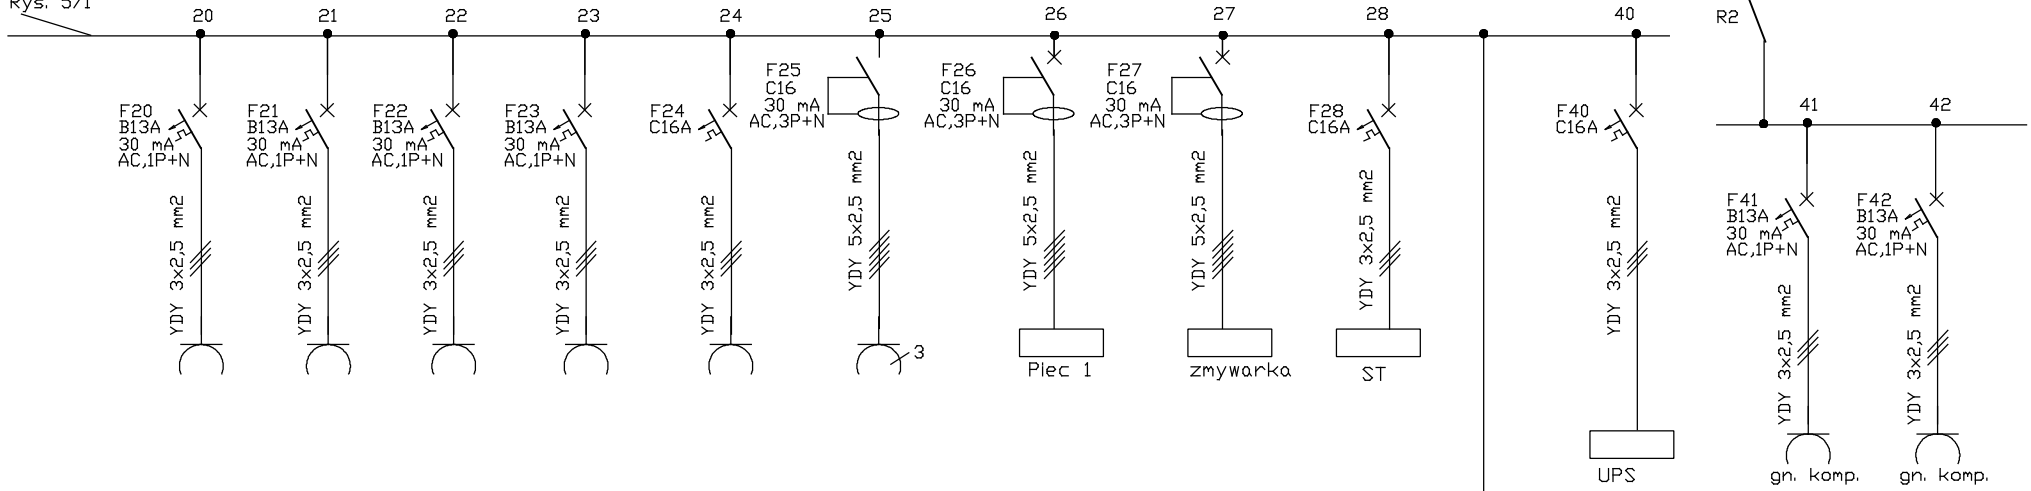 Rys. 5/1
20
21
22
23
24
25
26
27
28
40
R2
F20
B13A
30 mA
AC,1P+N
F21
B13A
30 mA
AC,1P+N
F22
B13A
30 mA
AC,1P+N
F23
B13A
30 mA
AC,1P+N
F24
C16A
F25
C16
30 mA
AC,3P+N
F26
C16
30 mA
AC,3P+N
F27
C16
30 mA
AC,3P+N
F28
C16A
F40
C16A
41
42
F41
B13A
30 mA
AC,1P+N
F42
B13A
30 mA
AC,1P+N
YDY 3x2,5 mm2
YDY 3x2,5 mm2
YDY 3x2,5 mm2
YDY 3x2,5 mm2
YDY 3x2,5 mm2
YDY 5x2,5 mm2
YDY 5x2,5 mm2
YDY 3x2,5 mm2
YDY 3x2,5 mm2
YDY 3x2,5 mm2
YDY 3x2,5 mm2
YDY 3x2,5 mm2
3
Piec 1
zmywarka
ST
UPS
gn. komp.
gn. komp.